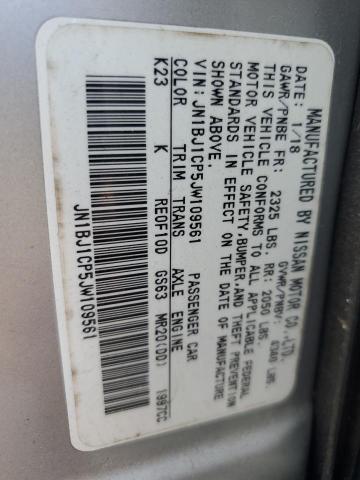 MANUFACTURED BY NISSAN MOTOR CO.,LTD.
DATE: 1/18 GVWR/PNBV: 4340 LBS.
GAWR/PNBE FR: 2325 LBS. RR: 2050 LBS.
THIS VEHICLE CONFORMS TO ALL APPLICABLE FEDERAL
MOTOR VEHICLE SAFETY,BUMPER,AND THEFT PREVENTION
STANDARDS IN EFFECT ON THE DATE OF MANUFACTURE
SHOWN ABOVE.
VIN: JN1BJ1CP5JW109561 PASSENGER CAR
COLOR TRIM TRANS AXLE ENGINE
K23 K REOF10D GS63 MR20(DD) 1997CC
JN1BJ1CP5JW109561